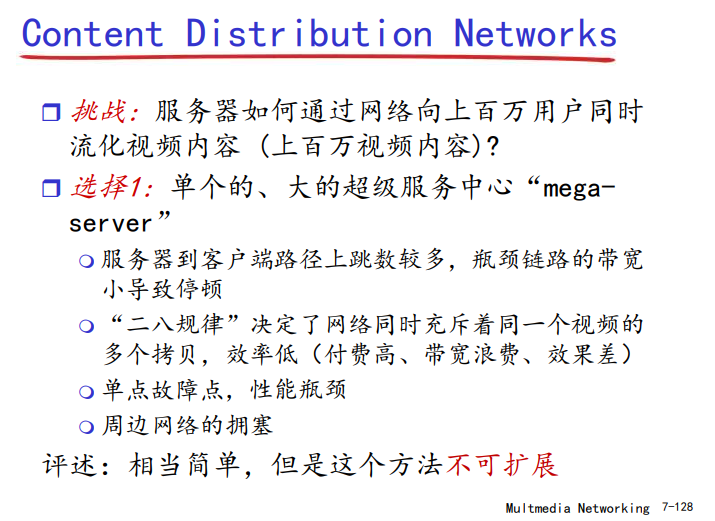 Content Distribution Networks
挑战：服务器如何通过网络向上百万用户同时
流化视频内容 (上百万视频内容)?
选择1：单个的、大的超级服务中心“mega-
server”
服务器到客户端路径上跳数较多，瓶颈链路的带宽
小导致停顿
“二八规律”决定了网络同时充斥着同一个视频的
多个拷贝，效率低（付费高、带宽浪费、效果差）
单点故障点，性能瓶颈
周边网络的拥塞
评述：相当简单，但是这个方法不可扩展
Multmedia Networking 7-128